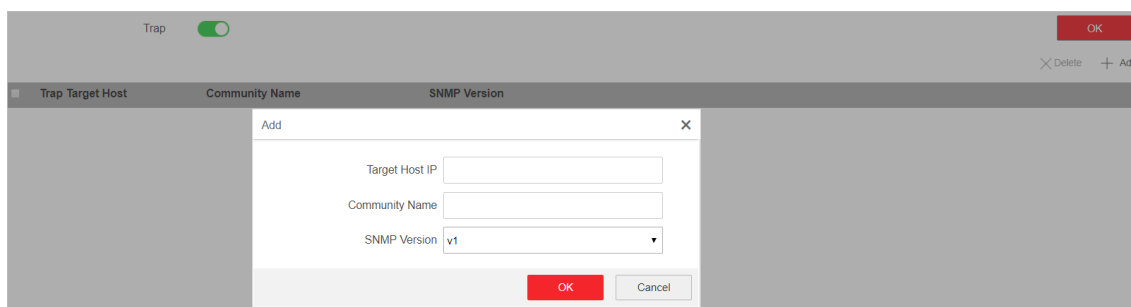 Trap
OK
Delete Ad
Trap Target Host Community Name SNMP Version
Add
Target Host IP
Community Name
SNMP Version v1
OK Cancel